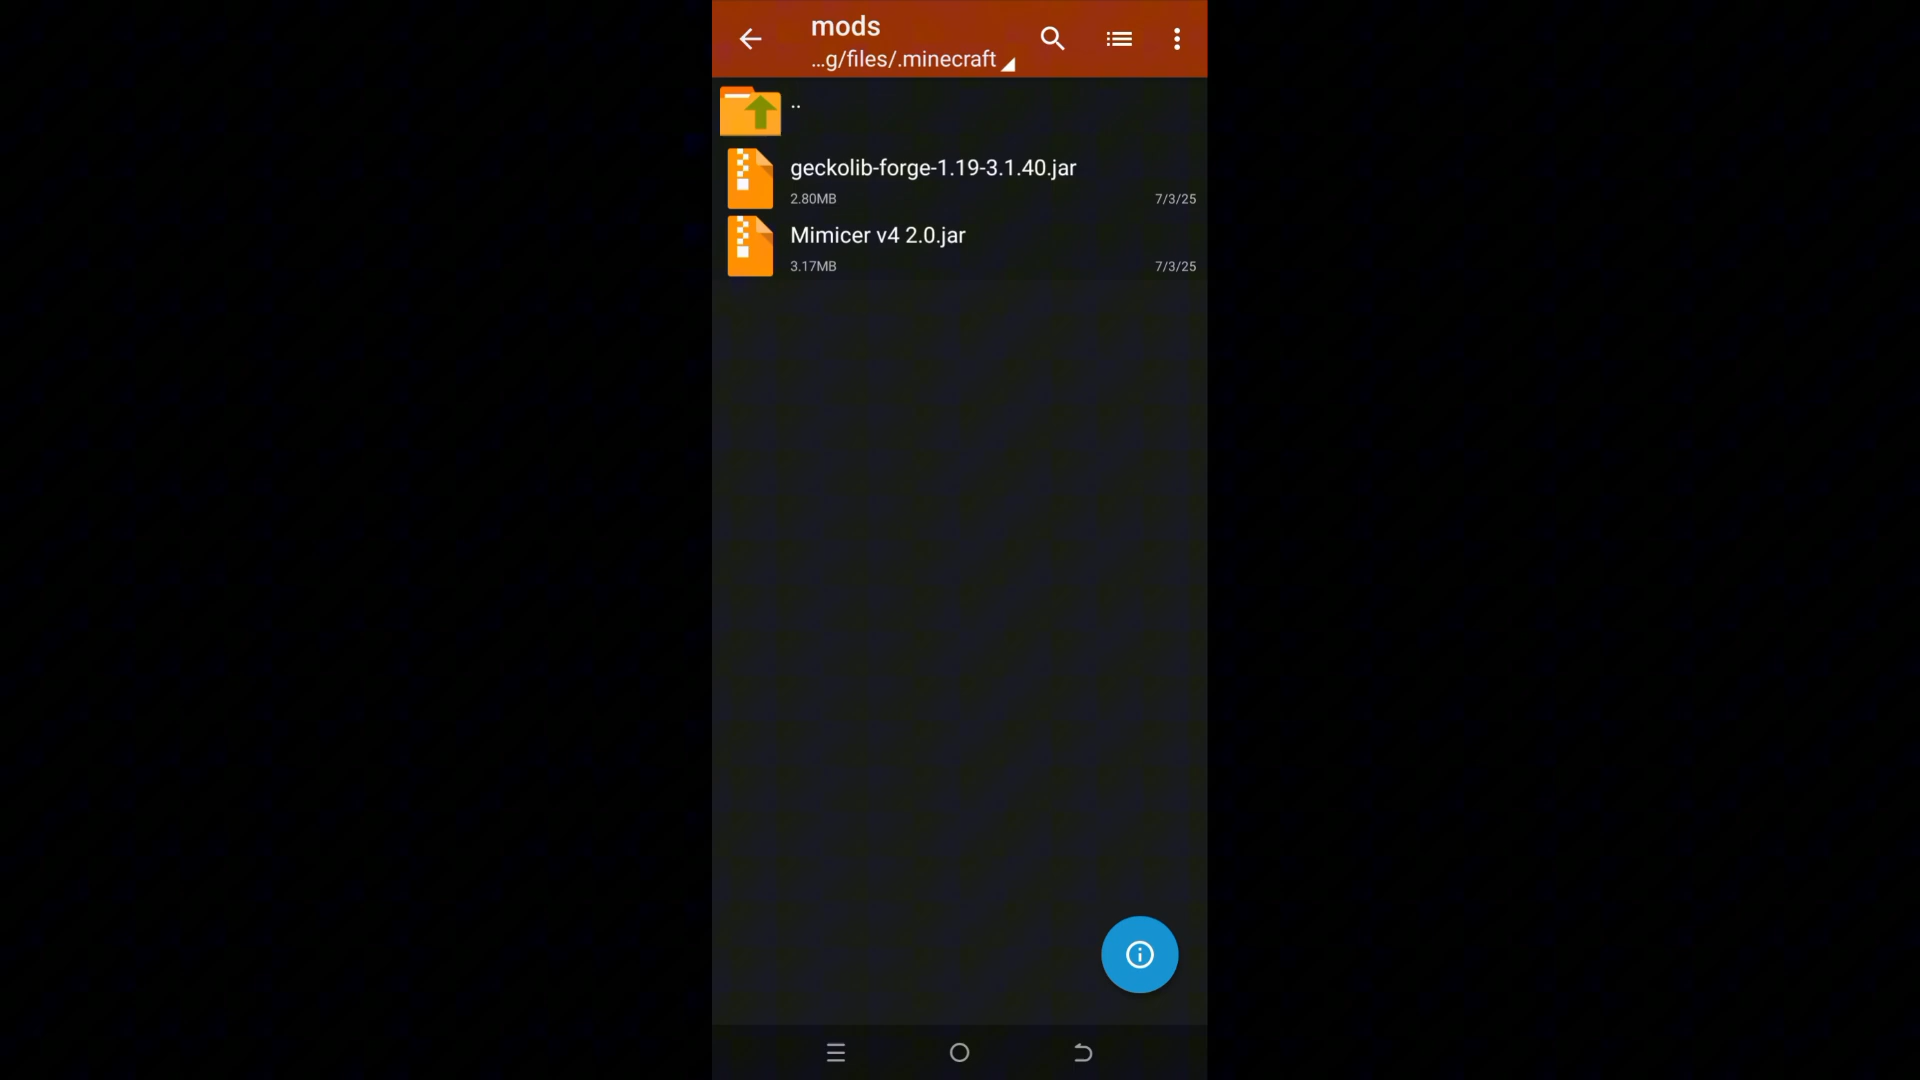 mods
...g/files/.minecraft
..
geckolib-forge-1.19-3.1.40.jar
2.80MB 7/3/25
Mimicer v4 2.0.jar
3.17MB 7/3/25